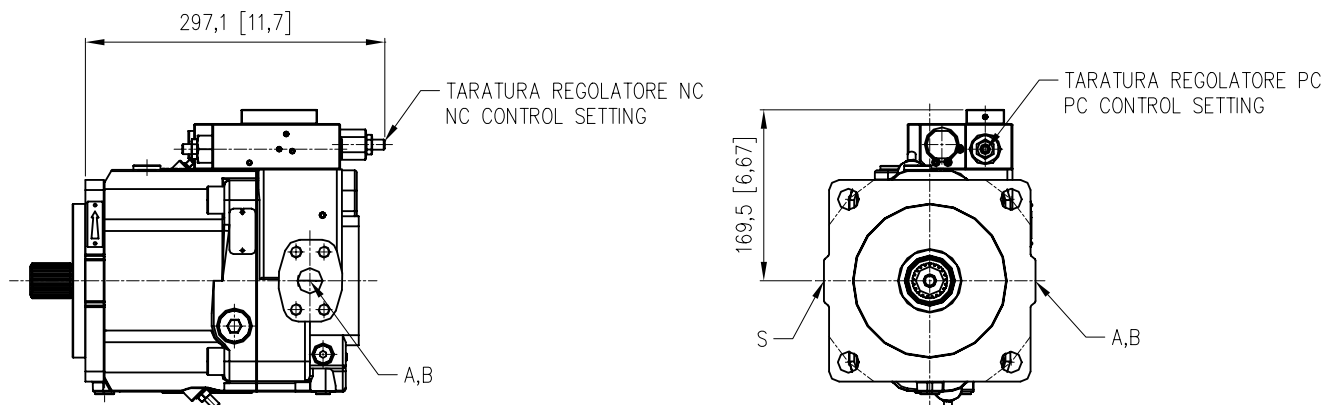 297,1 [11,7]
TARATURA REGOLATORE NC
NC CONTROL SETTING
A,B
TARATURA REGOLATORE PC
PC CONTROL SETTING
169,5 [6,67]
S
A,B